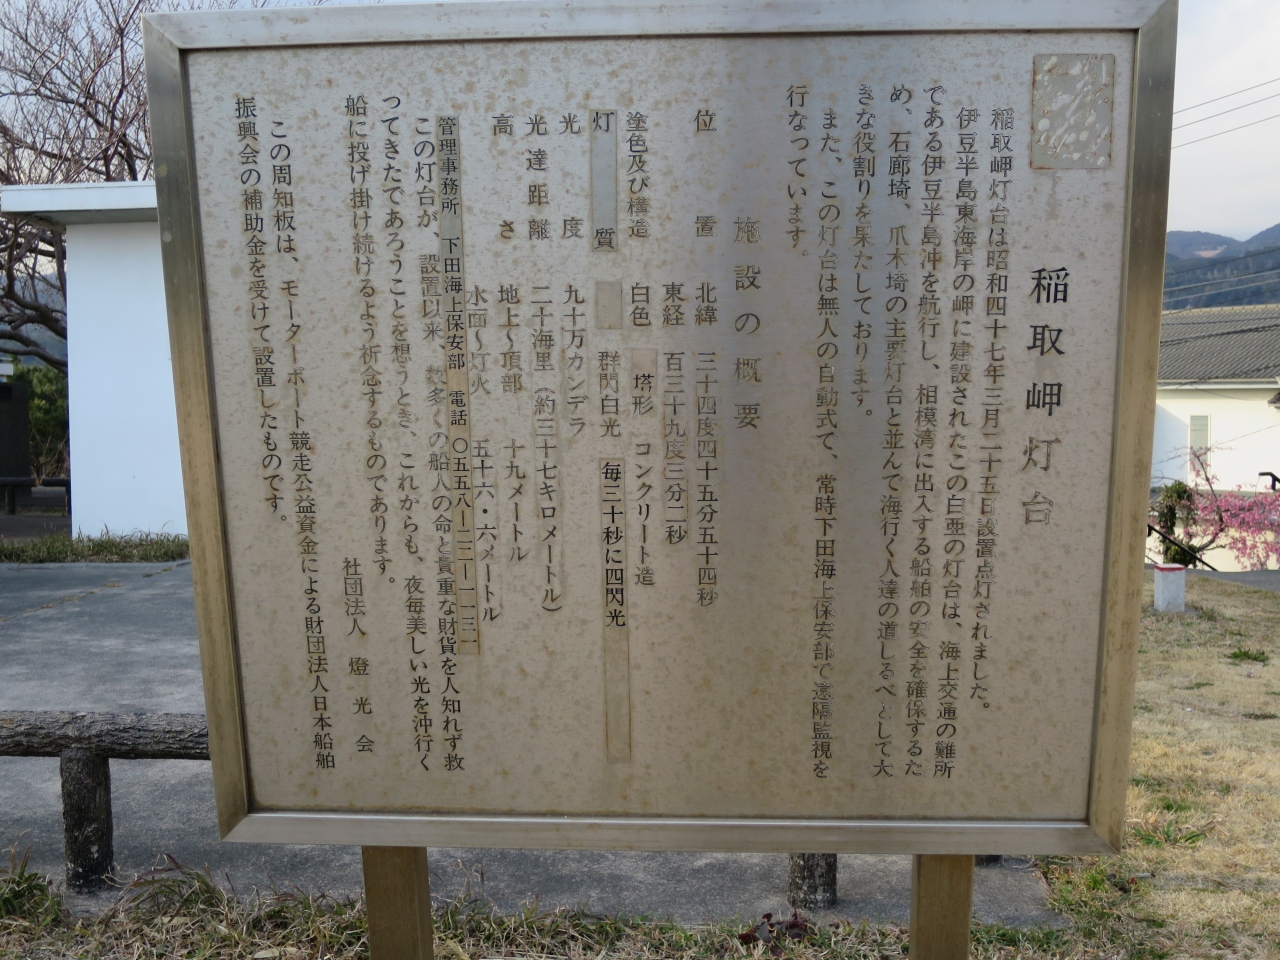 稲取岬灯台
稲取岬灯台は昭和四十七年三月二十五日設置点灯されました。
伊豆半島東海岸の岬に建設されたこの白亜の灯台は、海上交通の難所
である伊豆半島沖を航行し、相模湾に出入する船舶の安全を確保するた
め、石廊埼、爪木埼の主要灯台と並んで海行く人達の道しるべとして大
きな役割りを果たしております。
また、この灯台は無人の自動式で、常時下田海上保安部で遠隔監視を
行なっています。
施設の概要
位置 北緯 三十四度四十五分五十四秒
東経 百三十九度三分二秒
塗色及び構造 白色 塔形 コンクリート造
灯質 群閃白光 毎三十秒に四閃光
光度 九十万カンデラ
光達距離 二十海里(約三十七キロメートル)
高さ 地上〜頂部 十九メートル
水面〜灯火 五十六・六メートル
管理事務所 下田海上保安部 電話 〇五五八―二三―一一三一
この灯台が、設置以来、数多くの船人の命と貴重な財貨を人知れず救
ってきたであろうことを想うとき、これからも、夜毎美しい光を沖行く
船に投げ掛け続けるよう祈念するものであります。
社団法人 燈光会
この周知板は、モーターボート競走公益資金による財団法人日本船舶
振興会の補助金を受けて設置したものです。